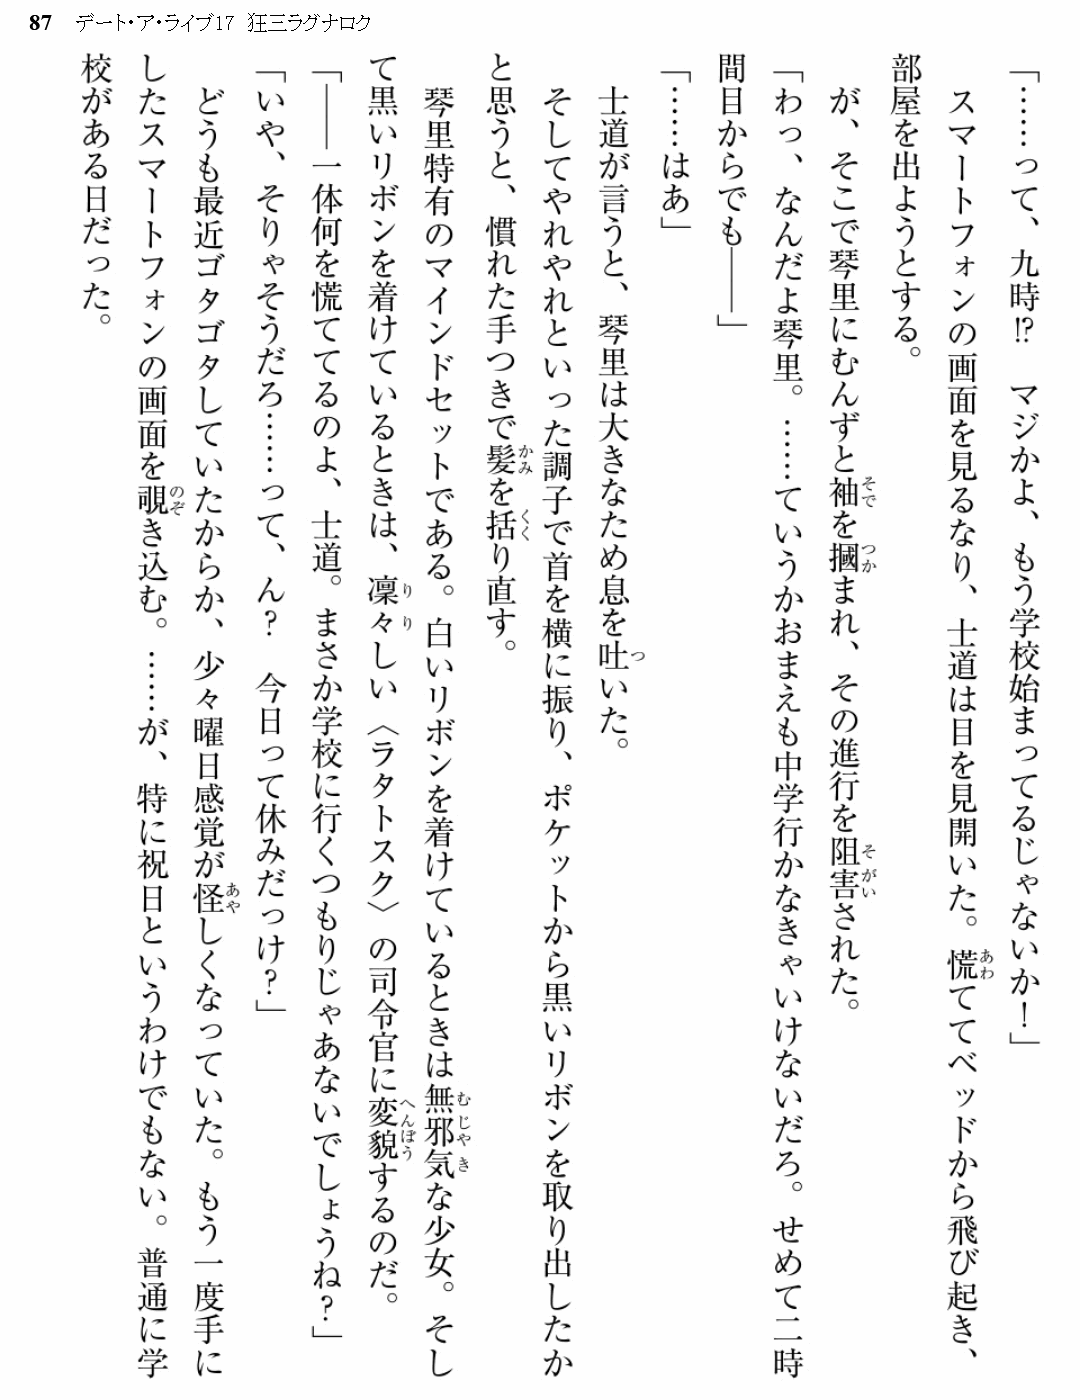 87　デート・ア・ライブ17　狂三ラグナロク
「……って、九時!?　マジかよ、もう学校始まってるじゃないか！」
　スマートフォンの画面を見るなり、士道は目を見開いた。慌ててベッドから飛び起き、
部屋を出ようとする。
　が、そこで琴里にむんずと袖を摑まれ、その進行を阻害された。
「わっ、なんだよ琴里。……ていうかおまえも中学行かなきゃいけないだろ。せめて二時
間目からでも――」
「……はあ」
　士道が言うと、琴里は大きなため息を吐いた。
　そしてやれやれといった調子で首を横に振り、ポケットから黒いリボンを取り出したか
と思うと、慣れた手つきで髪を括り直す。
　琴里特有のマインドセットである。白いリボンを着けているときは無邪気な少女。そし
て黒いリボンを着けているときは、凜々しい〈ラタトスク〉の司令官に変貌するのだ。
「――一体何を慌ててるのよ、士道。まさか学校に行くつもりじゃあないでしょうね？」
「いや、そりゃそうだろ……って、ん？　今日って休みだっけ？」
　どうも最近ゴタゴタしていたからか、少々曜日感覚が怪しくなっていた。もう一度手に
したスマートフォンの画面を覗き込む。……が、特に祝日というわけでもない。普通に学
校がある日だった。